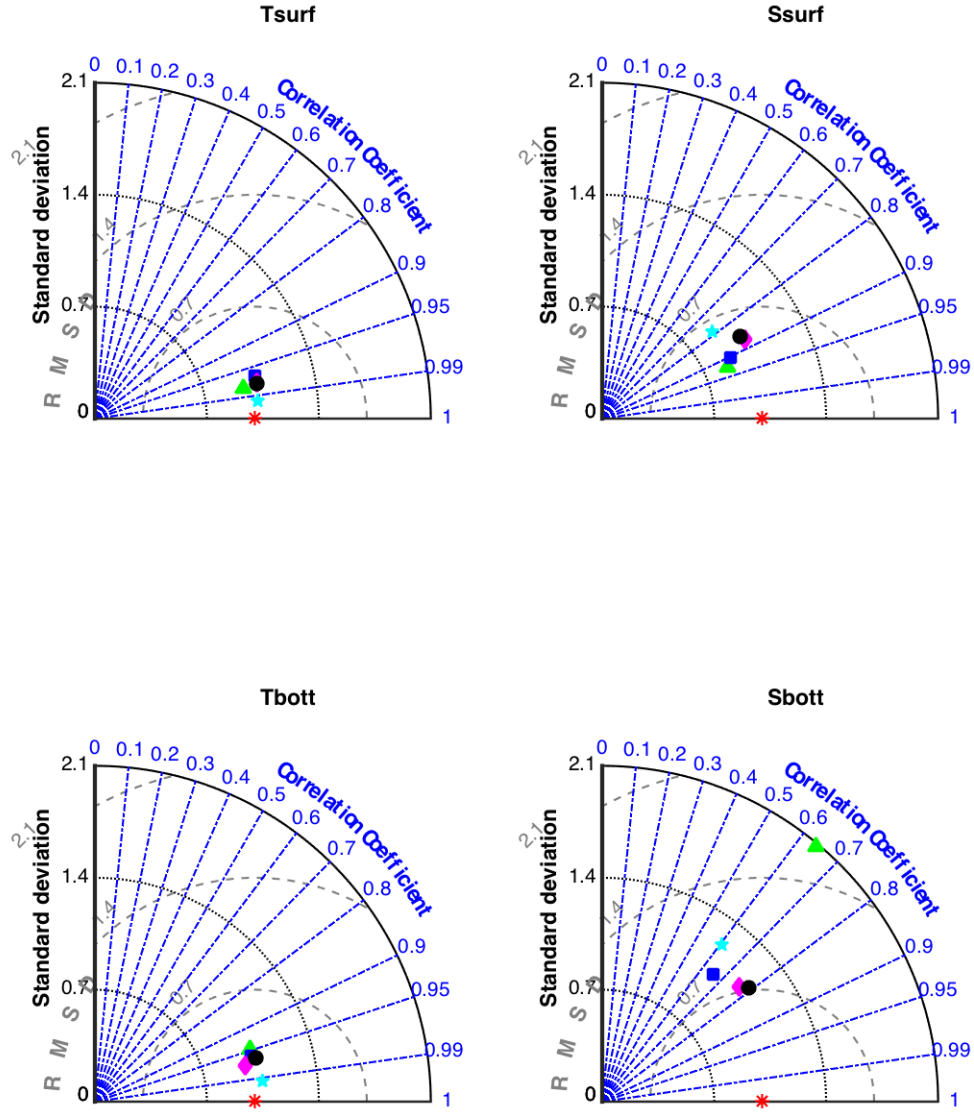 Tsurf
Ssurf
0 0.1 0.2 0.3 0.4 0.5 0.6 0.7 0.8 0.9 0.95 0.99 1
Correlation Coefficient
2.1 1.4 0.7 0
Standard deviation
2.1 1.4 0.7
R M S D
0 0.1 0.2 0.3 0.4 0.5 0.6 0.7 0.8 0.9 0.95 0.99 1
Correlation Coefficient
2.1 1.4 0.7 0
Standard deviation
2.1 1.4 0.7
R M S D
Tbott
Sbott
0 0.1 0.2 0.3 0.4 0.5 0.6 0.7 0.8 0.9 0.95 0.99 1
Correlation Coefficient
2.1 1.4 0.7 0
Standard deviation
2.1 1.4 0.7
R M S D
0 0.1 0.2 0.3 0.4 0.5 0.6 0.7 0.8 0.9 0.95 0.99 1
Correlation Coefficient
2.1 1.4 0.7 0
Standard deviation
2.1 1.4 0.7
R M S D